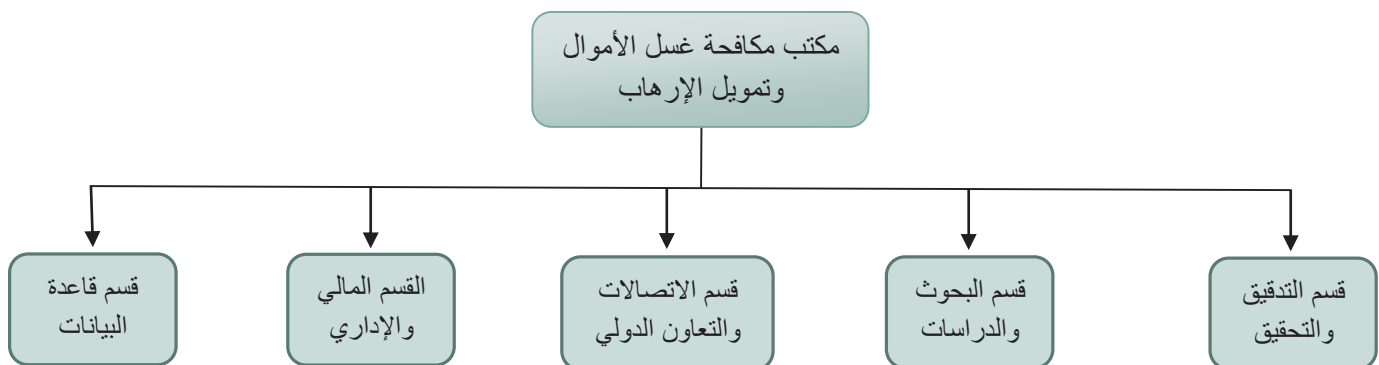 مكتب مكافحة غسل الأموال
وتمويل الإرهاب
قسم التدقيق
والتحقيق
قسم البحوث
والدراسات
قسم الاتصالات
والتعاون الدولي
القسم المالي
والإداري
قسم قاعدة
البيانات